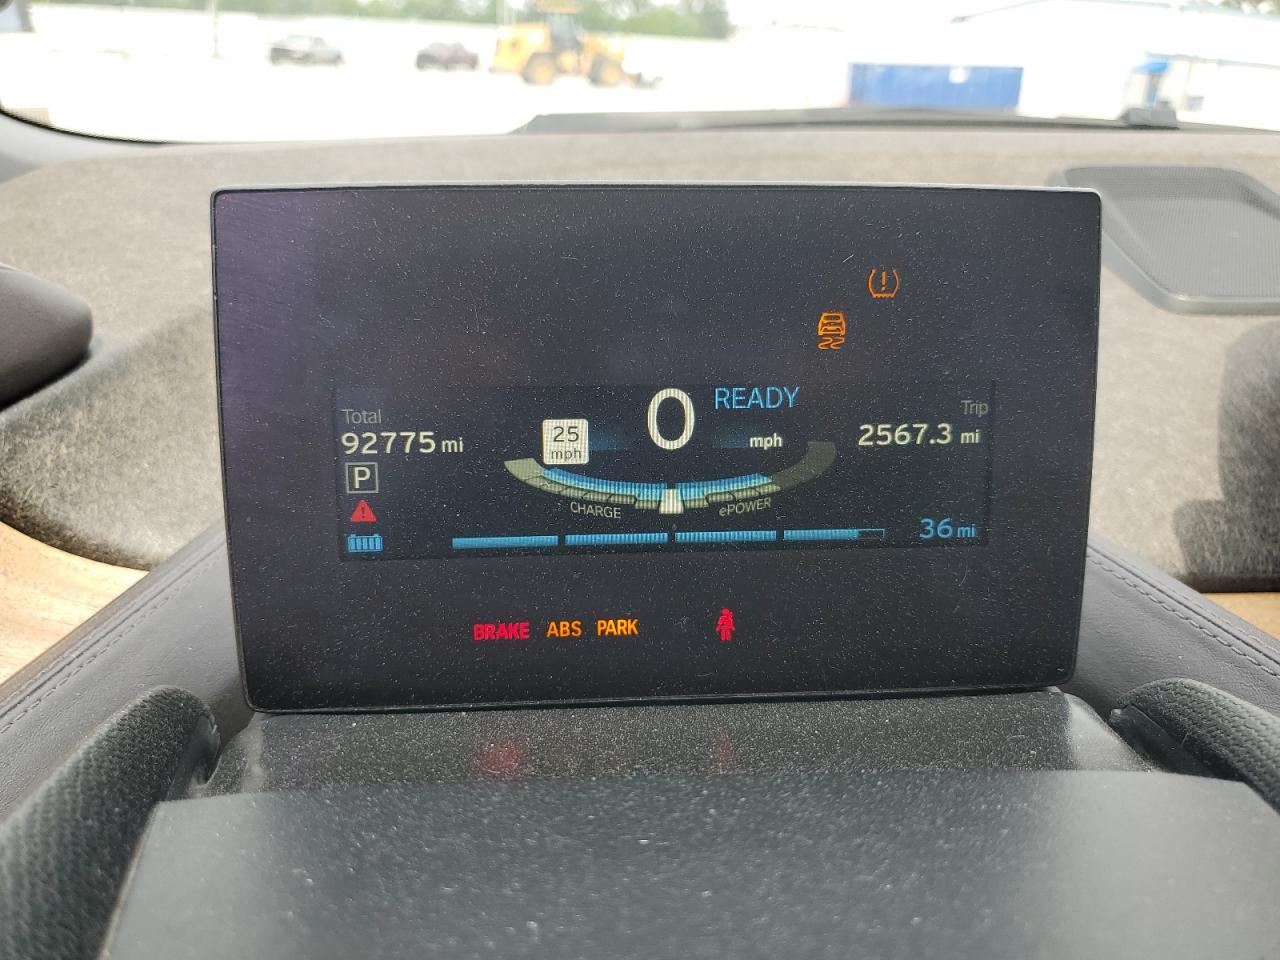 READY
0 mph
25 mph
Total
92775 mi
Trip
2567.3 mi
P
CHARGE
ePOWER
36 mi
BRAKE ABS PARK